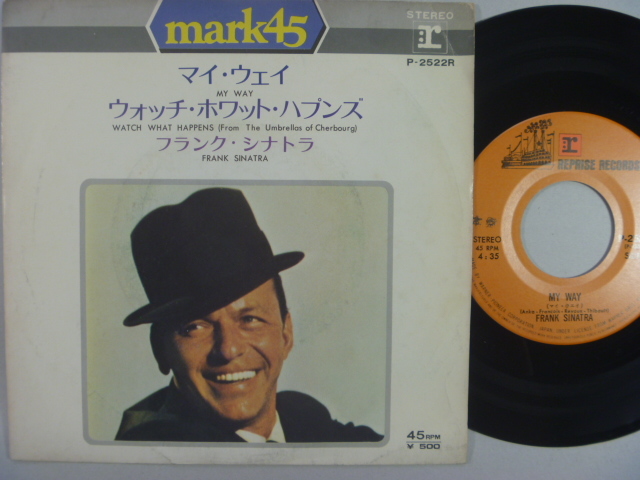 mark45
STEREO
r
P-2522R
マイ・ウェイ
MY WAY
"ウォッチ・ホワット・ハプンズ"
WATCH WHAT HAPPENS (From The Umbrellas of Cherbourg)
フランク・シナトラ
FRANK SINATRA
45 RPM
¥ 500
r
REPRISE RECORDS
STEREO
45 RPM
4:35
MY WAY
FRANK SINATRA